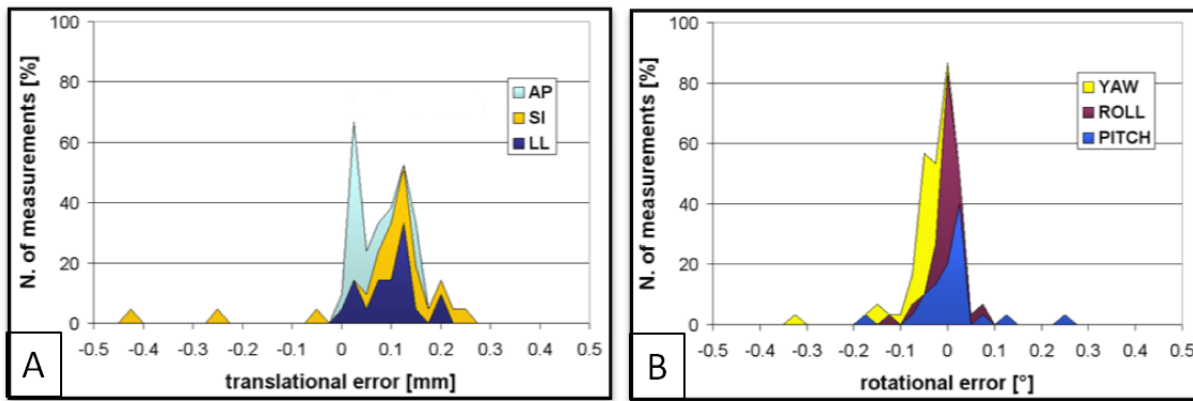 100
80
60
40
20
0
N. of measurements [%]
AP
SI
LL
-0.5 -0.4 -0.3 -0.2 -0.1 0 0.1 0.2 0.3 0.4 0.5
translational error [mm]
A
100
80
60
40
20
0
N. of measurements [%]
YAW
ROLL
PITCH
-0.5 -0.4 -0.3 -0.2 -0.1 0 0.1 0.2 0.3 0.4 0.5
rotational error [°]
B